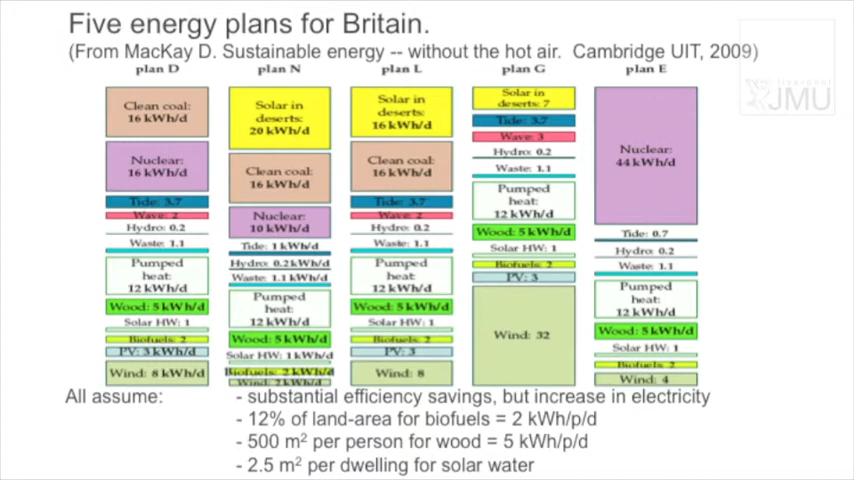 Five energy plans for Britain.
(From MacKay D. Sustainable energy -- without the hot air. Cambridge UIT, 2009)
JMU
plan D
Clean coal:
16 kWh/d
Nuclear:
16 kWh/d
Tide: 3.7
Wave: 2
Hydro: 0.2
Waste: 1.1
Pumped
heat:
12 kWh/d
Wood: 5 kWh/d
Solar HW: 1
Biofuels: 2
PV: 3 kWh/d
Wind: 8 kWh/d
plan N
Solar in
deserts:
20 kWh/d
Clean coal:
16 kWh/d
Nuclear:
10 kWh/d
Tide: 1 kWh/d
Hydro: 0.2kWh/d
Waste: 1.1 kWh/d
Pumped
heat:
12 kWh/d
Wood: 5 kWh/d
Solar HW: 1 kWh/d
Biofuels: 2 kWh/d
Wind: 2 kWh/d
plan L
Solar in
deserts:
16 kWh/d
Clean coal:
16 kWh/d
Tide: 3.7
Wave: 2
Hydro: 0.2
Waste: 1.1
Pumped
heat:
12 kWh/d
Wood: 5 kWh/d
Solar HW: 1
Biofuels: 2
PV: 3
Wind: 8
plan G
Solar in
deserts: 7
Tide: 3.7
Wave: 3
Hydro: 0.2
Waste: 1.1
Pumped
heat:
12 kWh/d
Wood: 5 kWh/d
Solar HW: 1
Biofuels: 2
PV: 3
Wind: 32
plan E
Nuclear:
44 kWh/d
Tide: 0.7
Hydro: 0.2
Waste: 1.1
Pumped
heat:
12 kWh/d
Wood: 5 kWh/d
Solar HW: 1
Biofuels: 2
Wind: 4
All assume: - substantial efficiency savings, but increase in electricity
- 12% of land-area for biofuels = 2 kWh/p/d
- 500 m² per person for wood = 5 kWh/p/d
- 2.5 m² per dwelling for solar water